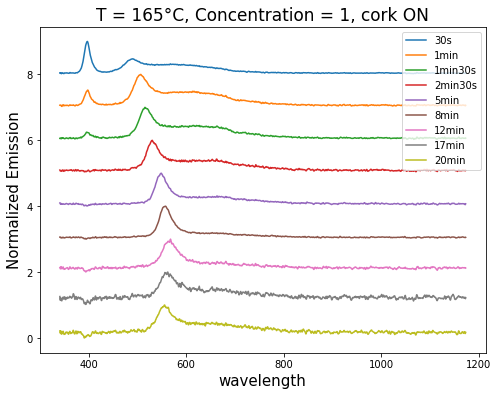 T = 165°C, Concentration = 1, cork ON
Normalized Emission
8
6
4
2
0
30s
1min
1min30s
2min30s
5min
8min
12min
17min
20min
400 600 800 1000 1200
wavelength